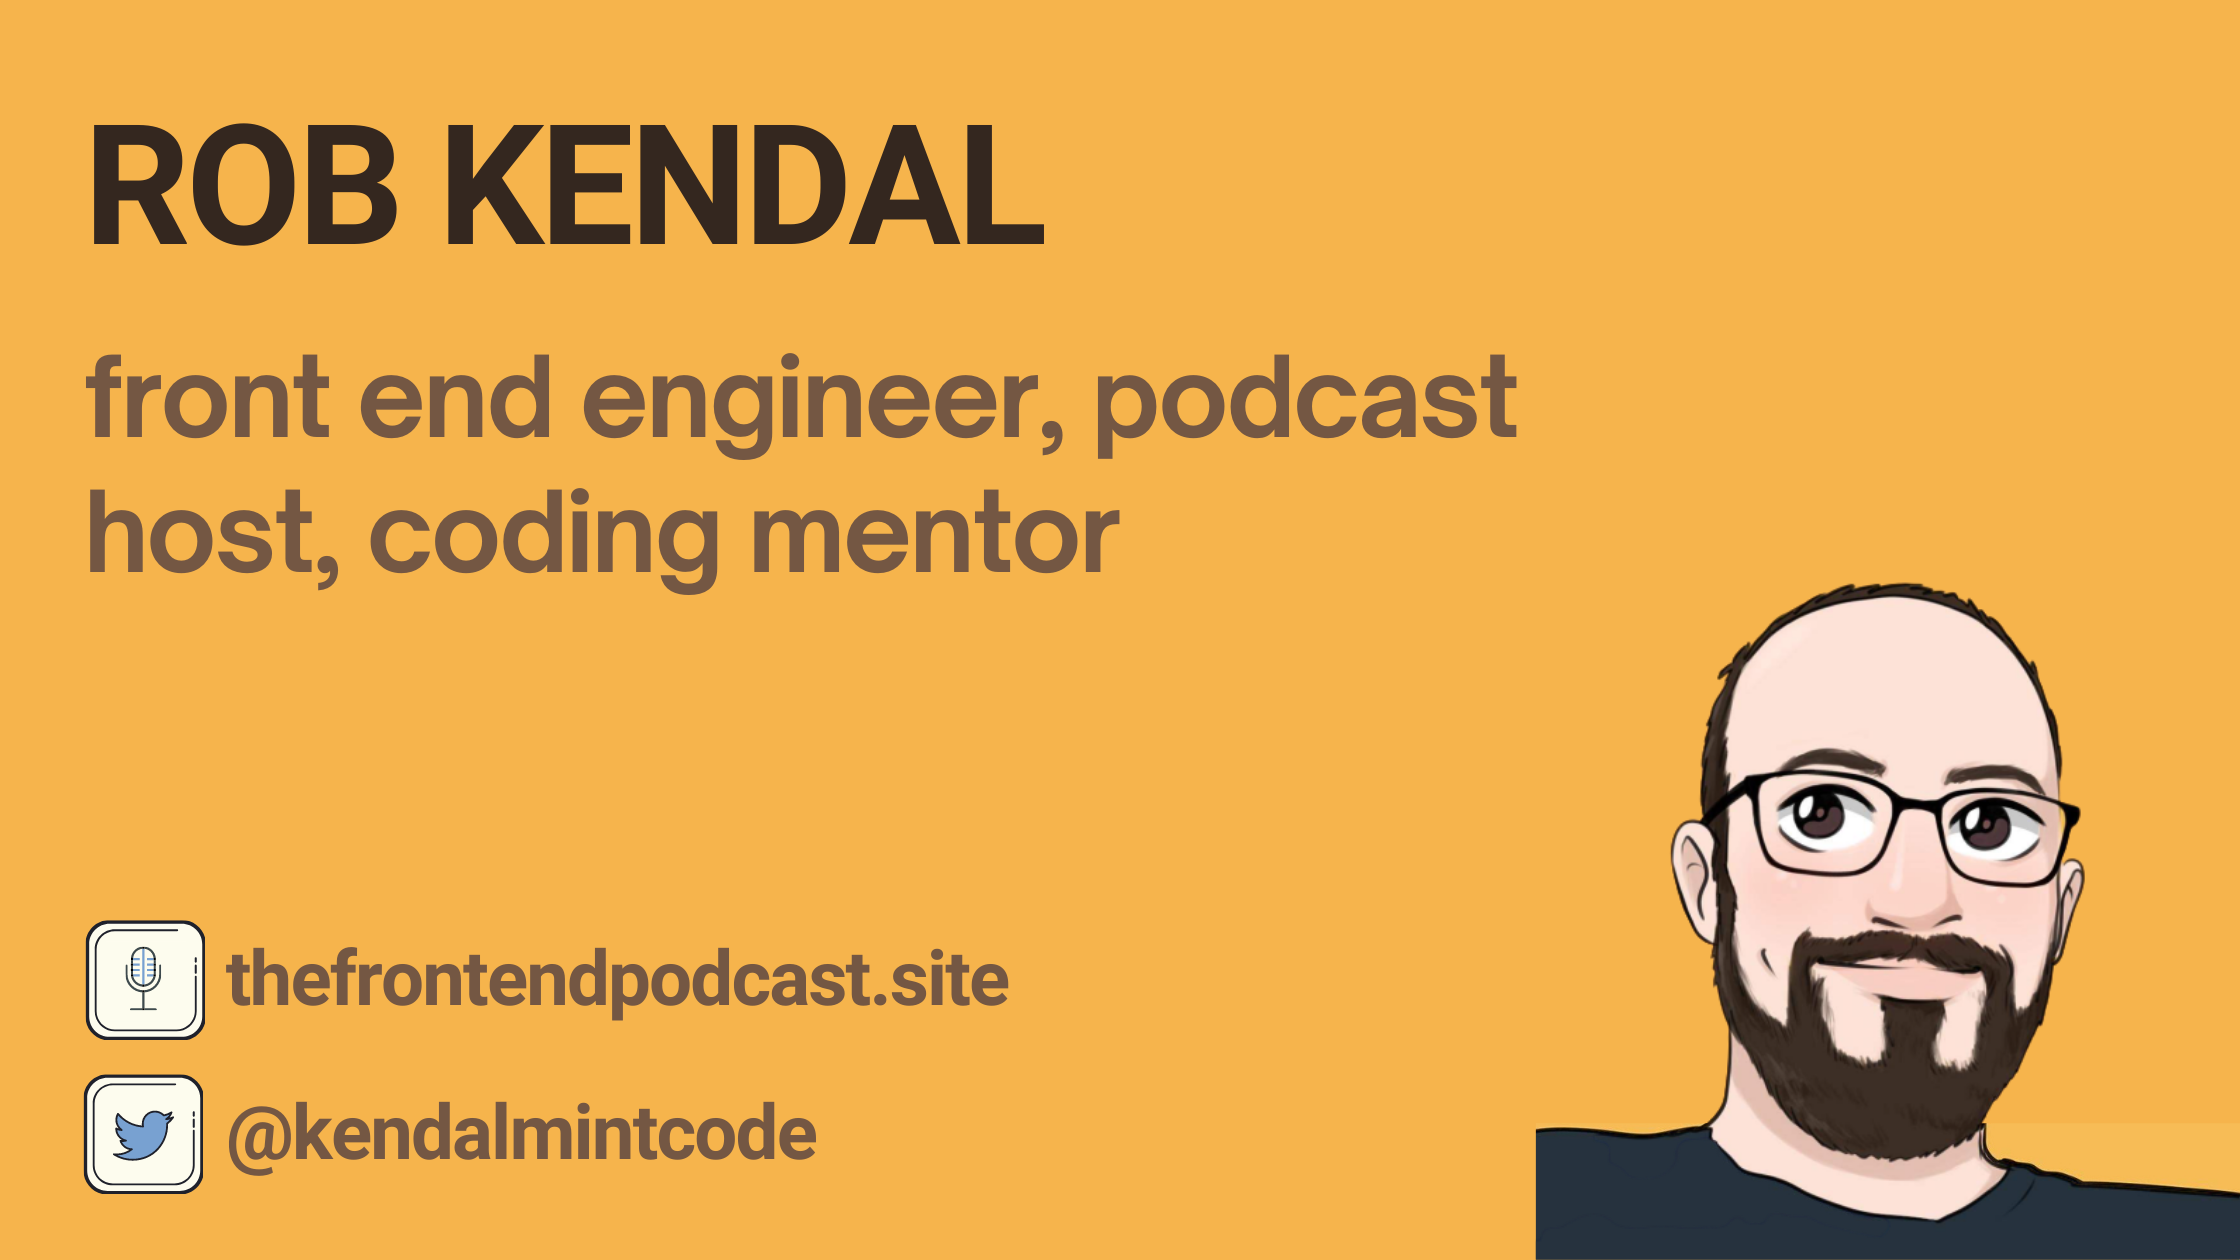 ROB KENDAL
front end engineer, podcast
host, coding mentor
thefrontendpodcast.site
@kendalmintcode